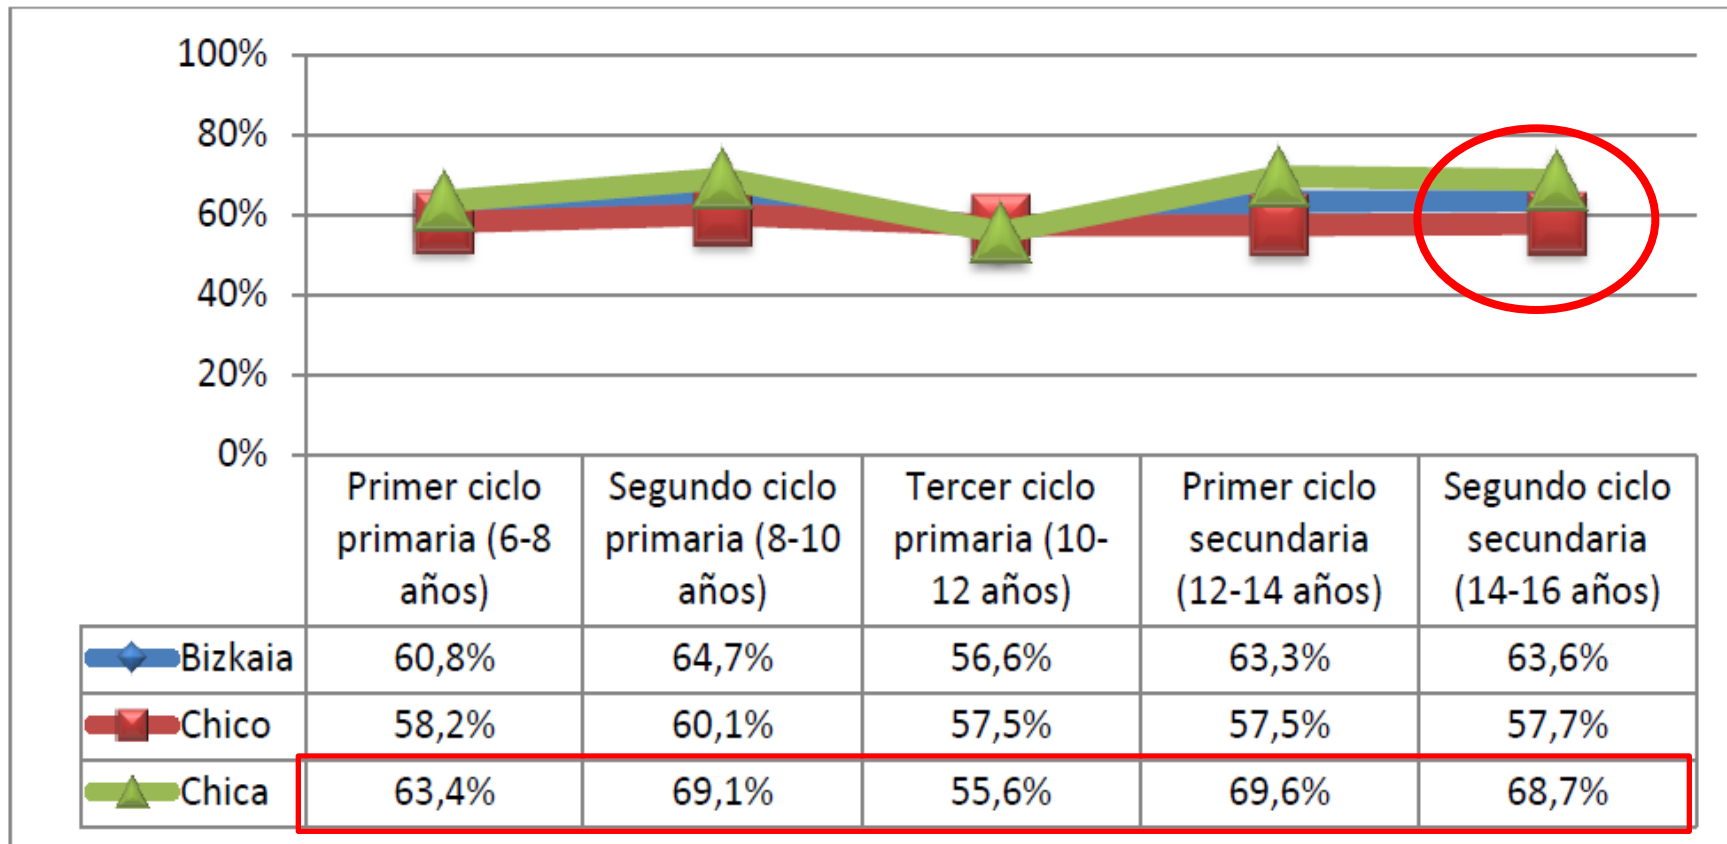 100%
80%
60%
40%
20%
0%
Primer ciclo
primaria (6-8
años)
Segundo ciclo
primaria (8-10
años)
Tercer ciclo
primaria (10-
12 años)
Primer ciclo
secundaria
(12-14 años)
Segundo ciclo
secundaria
(14-16 años)
Bizkaia 60,8% 64,7% 56,6% 63,3% 63,6%
Chico 58,2% 60,1% 57,5% 57,5% 57,7%
Chica 63,4% 69,1% 55,6% 69,6% 68,7%